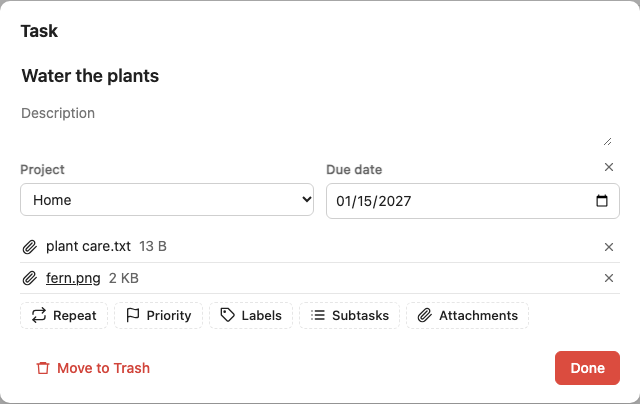 Task
Water the plants
Description
Project
Due date
Home
01/15/2027
plant care.txt 13 B
fern.png 2 KB
Repeat Priority Labels Subtasks Attachments
Move to Trash Done